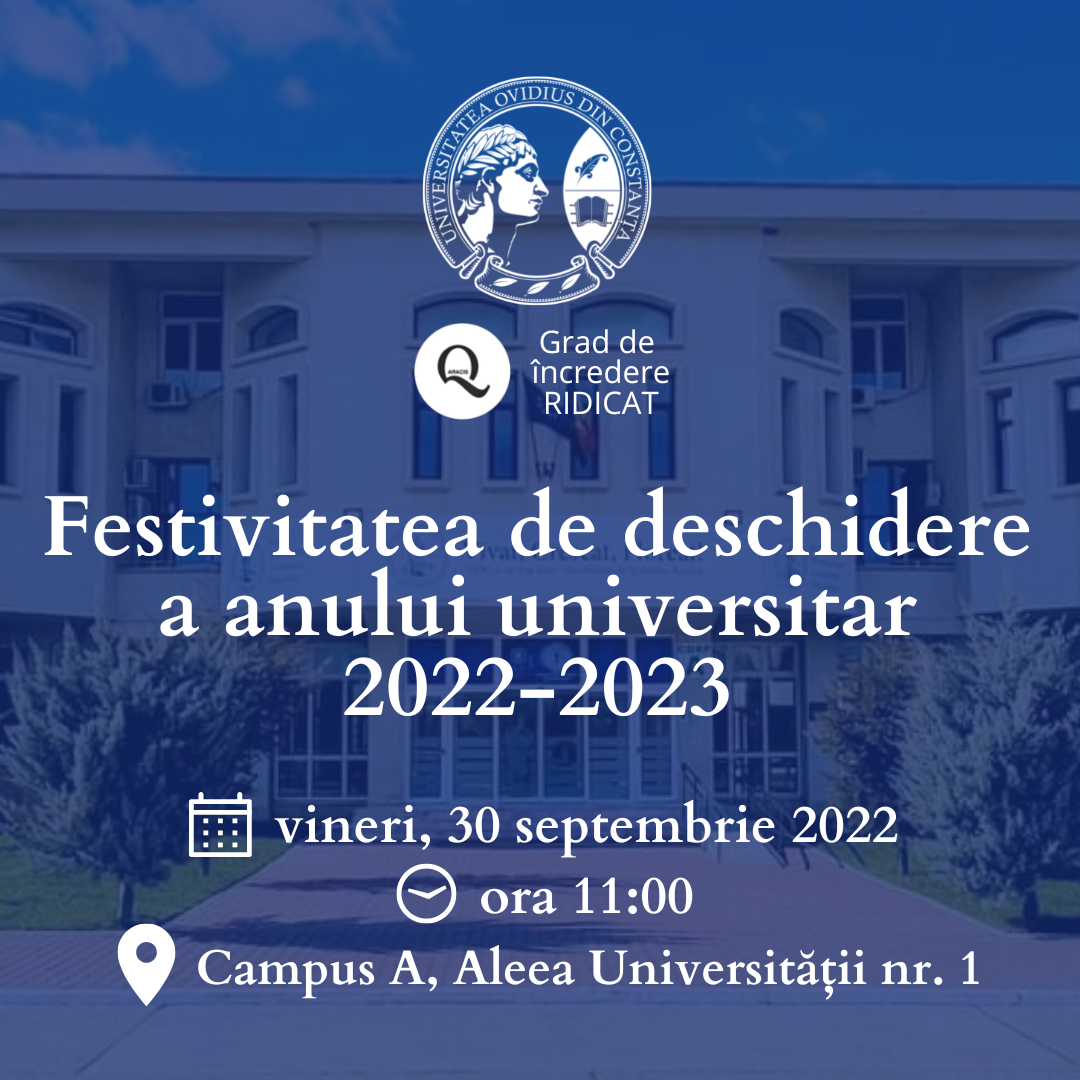 UNIVERSITATEA OVIDIUS DIN CONSTANȚA
ARACIS
Grad de
încredere
RIDICAT
Festivitatea de deschidere
a anului universitar
2022-2023
vineri, 30 septembrie 2022
ora 11:00
Campus A, Aleea Universității nr. 1